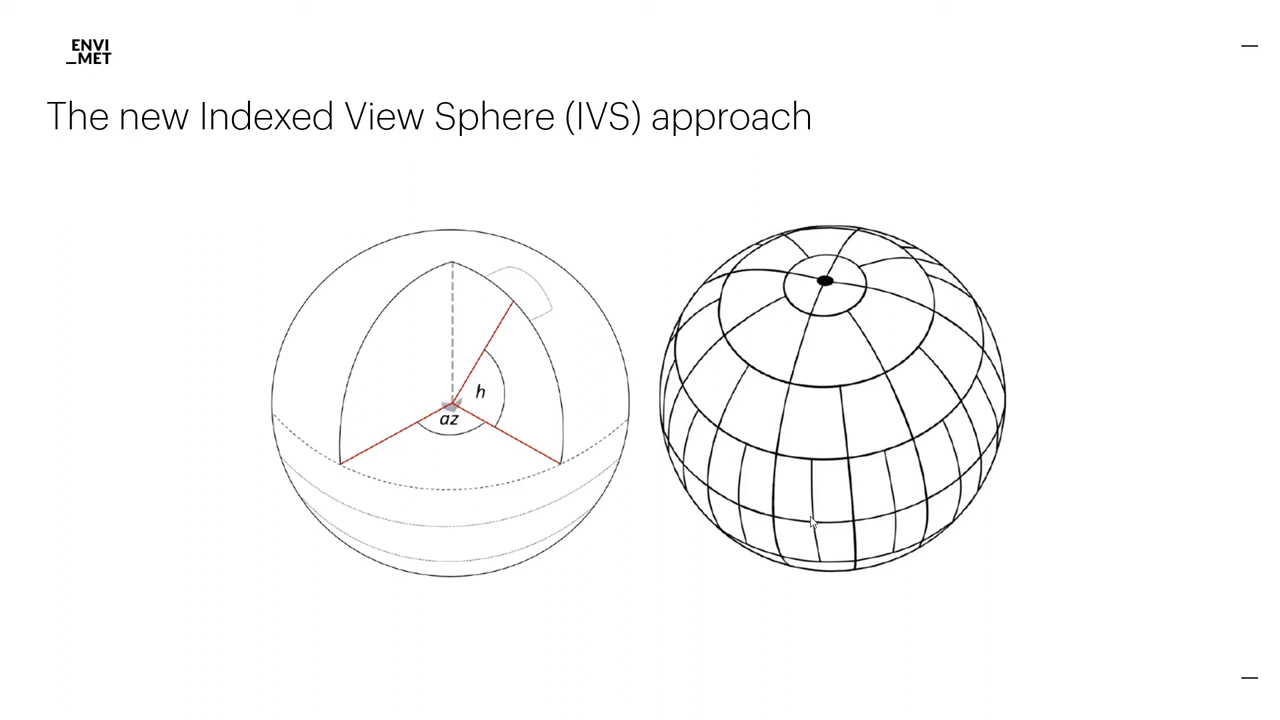 ENVI
_MET
The new Indexed View Sphere (IVS) approach
h
az